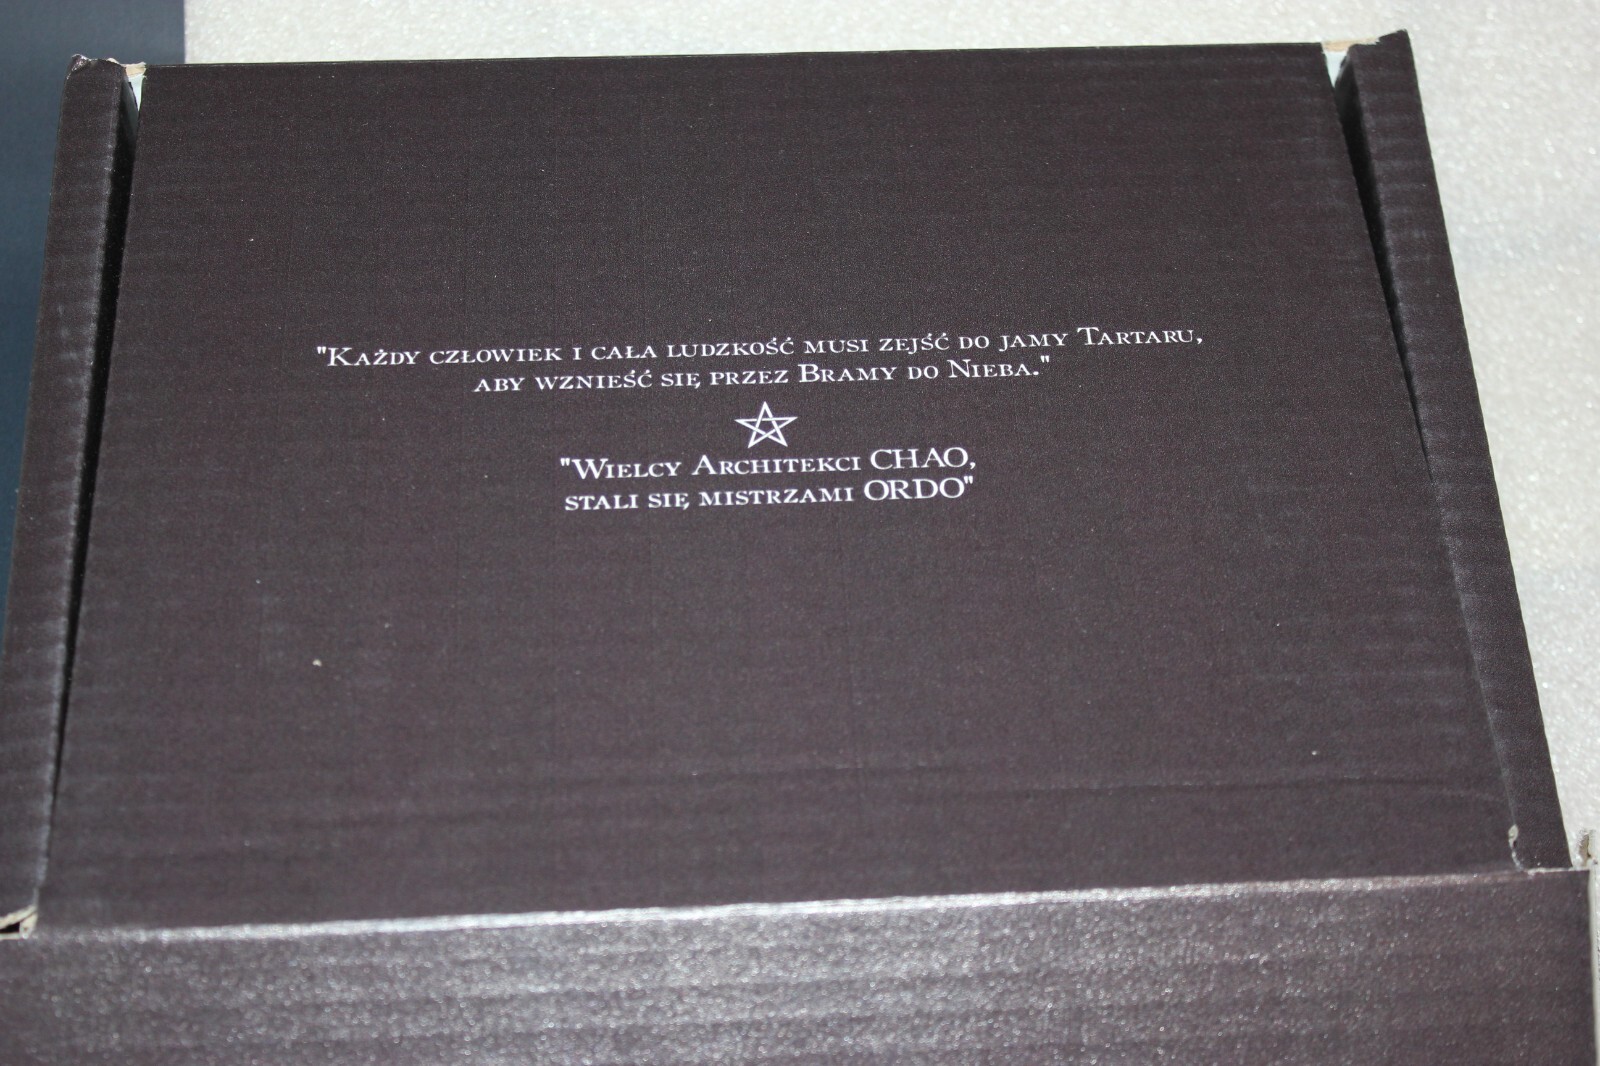 "Każdy człowiek i cała ludzkość musi zejść do jamy Tartaru,
aby wznieść się przez Bramy do Nieba."
"Wielcy Architekci CHAO,
stali się mistrzami ORDO"